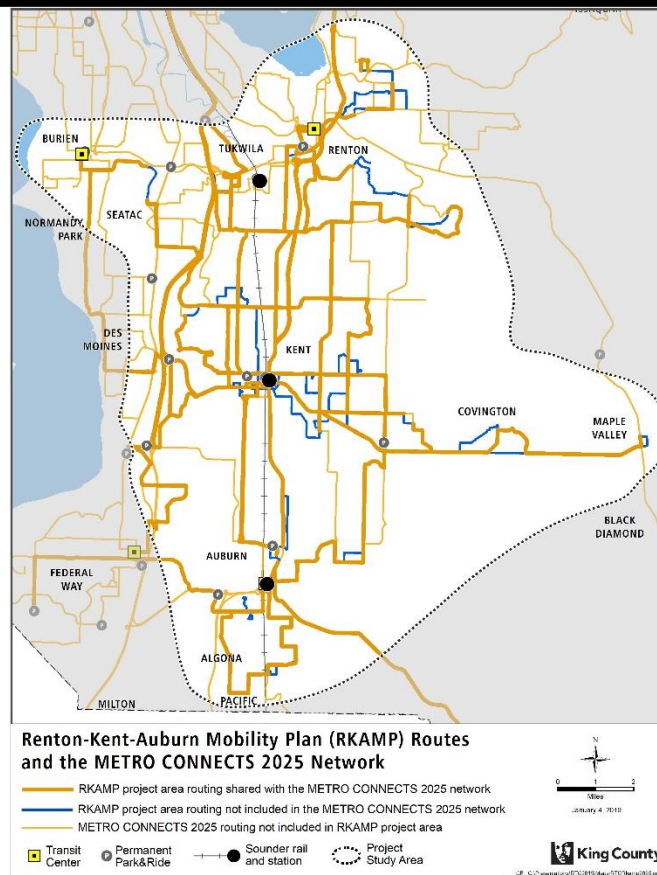 BURIEN
TUKWILA
RENTON
SEATAC
NORMANDY
PARK
DES
MOINES
KENT
COVINGTON
MAPLE
VALLEY
BLACK
DIAMOND
AUBURN
FEDERAL
WAY
ALGONA
PACIFIC
MILTON
Renton-Kent-Auburn Mobility Plan (RKAMP) Routes
and the METRO CONNECTS 2025 Network
RKAMP project area routing shared with the METRO CONNECTS 2025 network
RKAMP project area routing not included in the METRO CONNECTS 2025 network
METRO CONNECTS 2025 routing not included in RKAMP project area
Transit
Center
P
Permanent
Park&Ride
Sounder rail
and station
Project
Study Area
N
0 1 2
Miles
King County